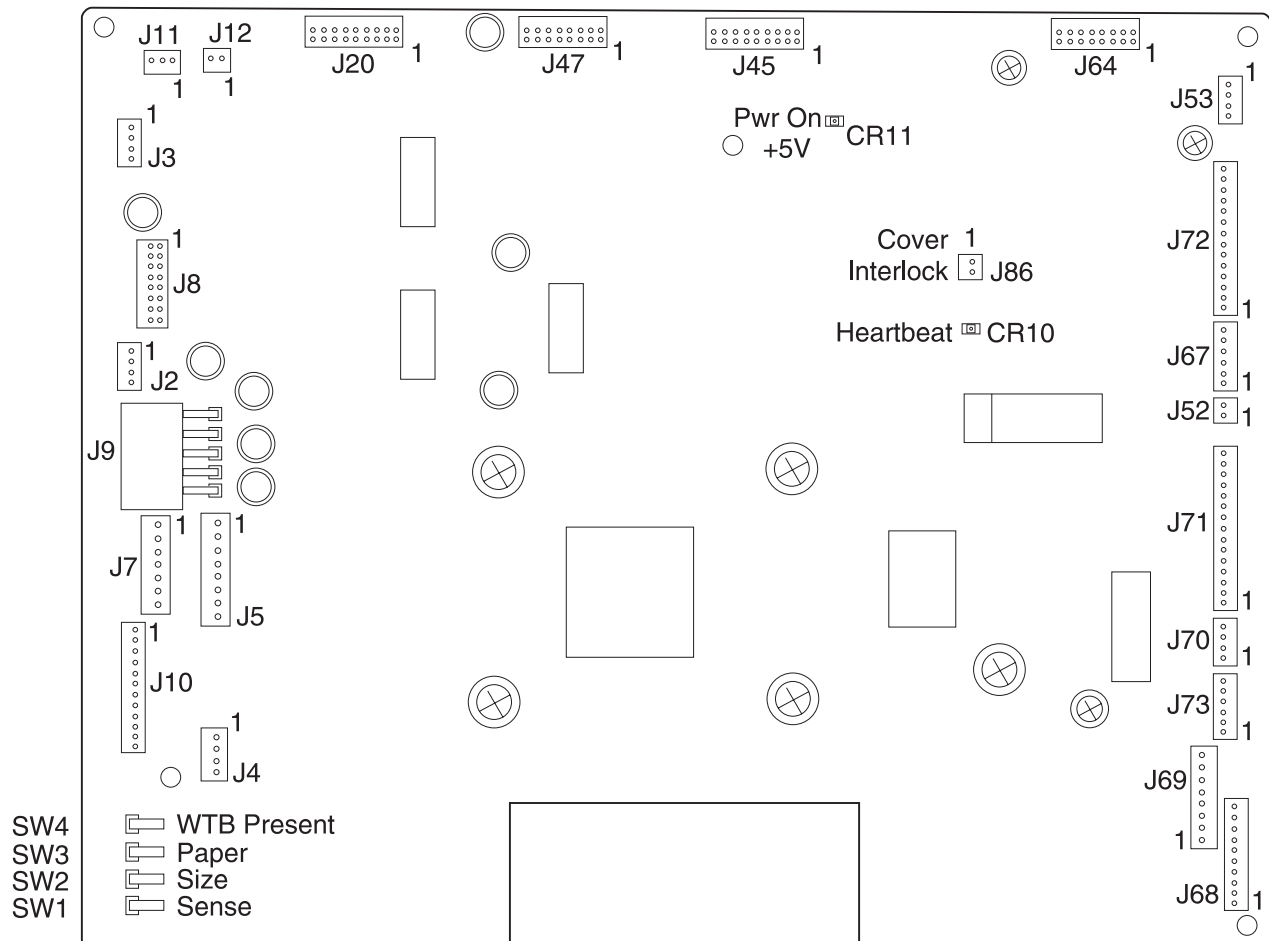 J11
J12
1
1
J20
1
J47
1
J45
1
J64
1
1
J53
1
J3
Pwr On
+5V
CR11
1
J8
Cover 1
Interlock
J86
J72
1
Heartbeat
CR10
1
J2
J67
1
J52
1
J9
1
J7
1
J5
J71
1
1
J10
J70
1
J73
1
1
J4
J69
1
J68
1
SW4
WTB Present
SW3
Paper
SW2
Size
SW1
Sense